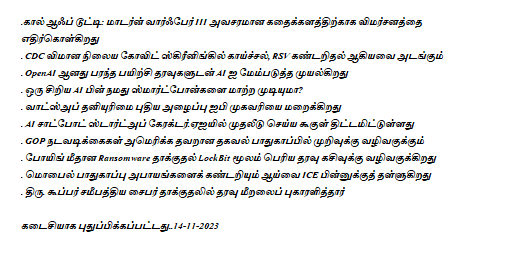 .கால் ஆஃப் டூட்டி: மாடர்ன் வார்ஃபேர் III அவசரமான கதைக்களத்திற்காக விமர்சனத்தை
எதிர்கொள்கிறது
. CDC விமான நிலைய கோவிட் ஸ்கிரீனிங்கில் காய்ச்சல், RSV கண்டறிதல் ஆகியவை அடங்கும்
. OpenAI ஆனது பரந்த பயிற்சி தரவுகளுடன் AI ஐ மேம்படுத்த முயல்கிறது
. ஒரு சிறிய AI பின் நமது ஸ்மார்ட்போன்களை மாற்ற முடியுமா?
. வாட்ஸ்அப் தனியுரிமை புதிய அழைப்பு ஐபி முகவரியை மறைக்கிறது
. AI சாட்போட் ஸ்டார்ட்அப் கேரக்டர்.ஏஐயில் முதலீடு செய்ய கூகுள் திட்டமிட்டுள்ளது
. GOP நடவடிக்கைகள் அமெரிக்க தவறான தகவல் பாதுகாப்பில் முறிவுக்கு வழிவகுக்கும்
. போயிங் மீதான Ransomware தாக்குதல் LockBit மூலம் பெரிய தரவு கசிவுக்கு வழிவகுக்கிறது
. மொபைல் பாதுகாப்பு அபாயங்களைக் கண்டறியும் ஆய்வை ICE பின்னுக்குத் தள்ளுகிறது
. திரு. கூப்பர் சமீபத்திய சைபர் தாக்குதலில் தரவு மீறலைப் புகாரளித்தார்
கடைசியாக புதுப்பிக்கப்பட்டது..14-11-2023